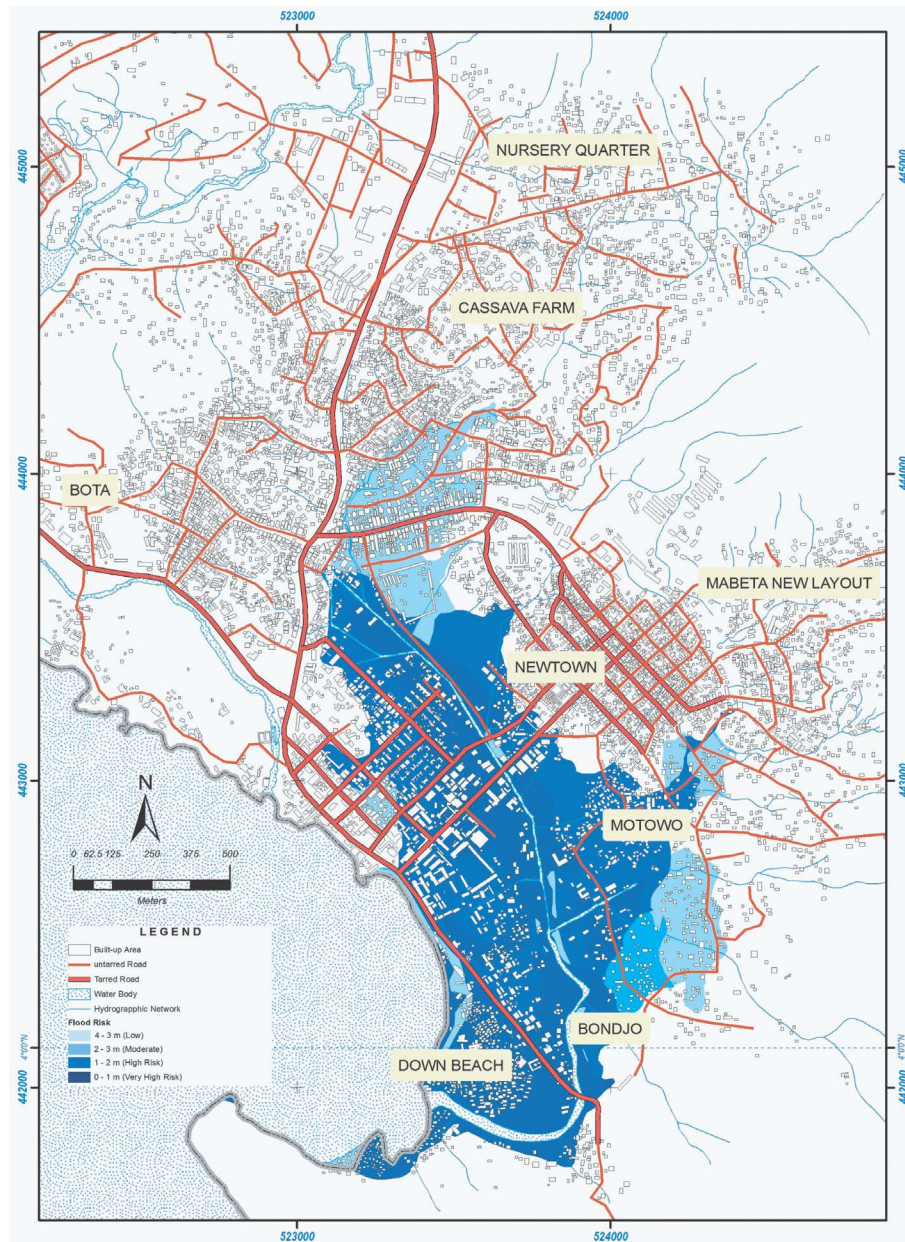 523000
524000
NURSERY QUARTER
445000
445000
CASSAVA FARM
444000
444000
BOTA
MABETA NEW LAYOUT
NEWTOWN
443000
443000
N
MOTOWO
0 62.5 125 250 375 500
Meters
LEGEND
Built-up Area
untarred Road
Tarred Road
Water Body
Hydrograpphic Network
Flood Risk
4 - 3 m (Low)
2 - 3 m (Moderate)
1 - 2 m (High Risk)
0 - 1 m (Very High Risk)
BONDJO
DOWN BEACH
4°0'0"N
4°0'0"N
442000
442000
523000
524000